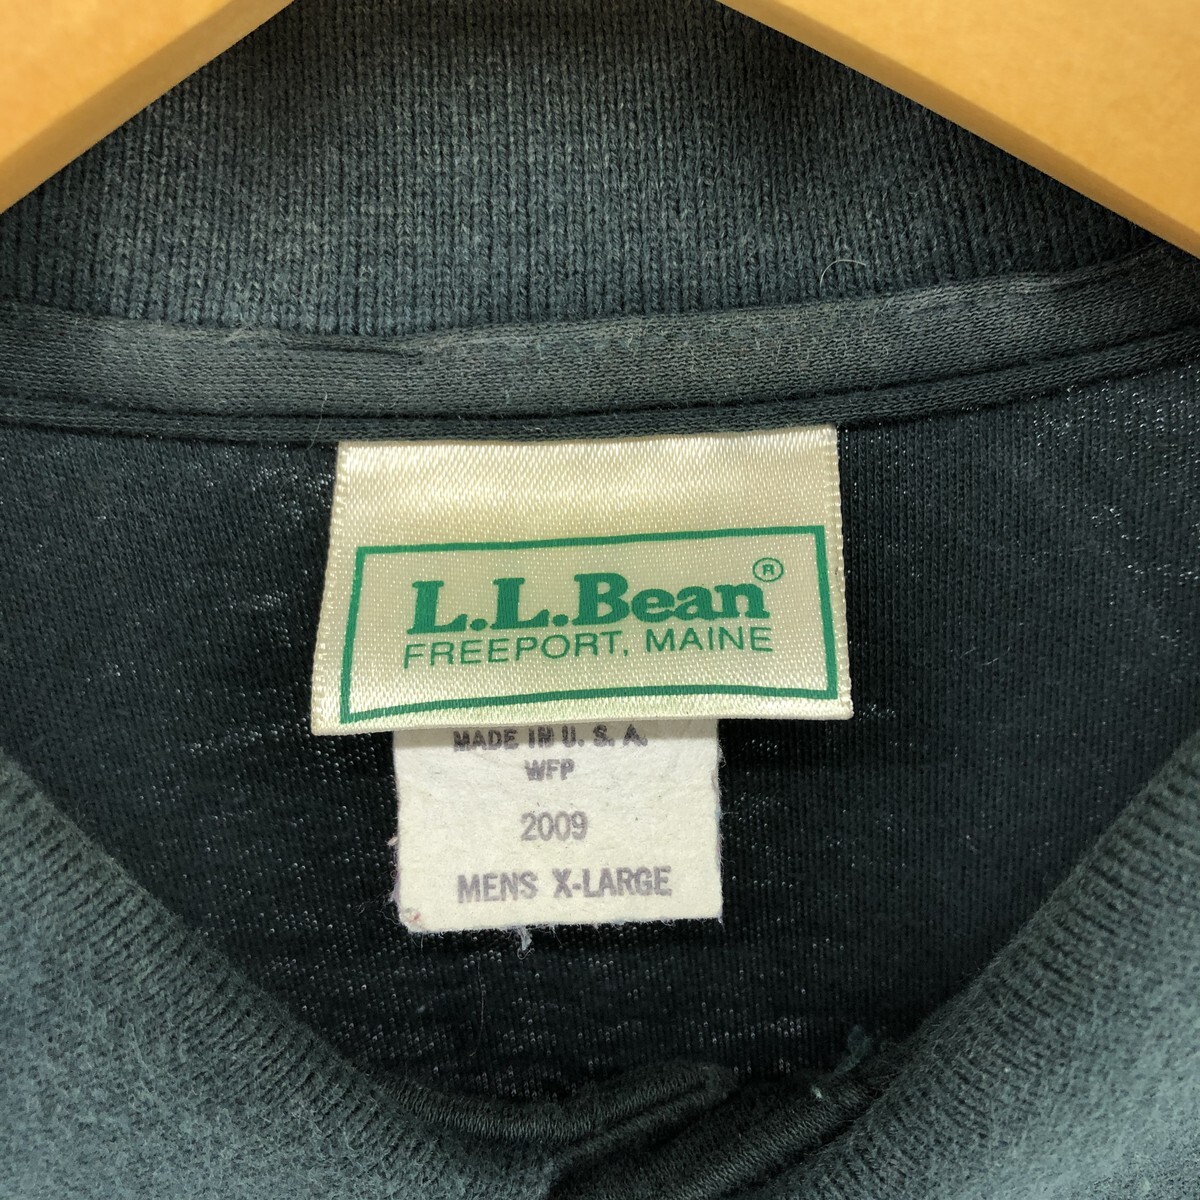 L.L.Bean®
FREEPORT, MAINE
MADE IN U. S. A.
WFP
2009
MENS X-LARGE